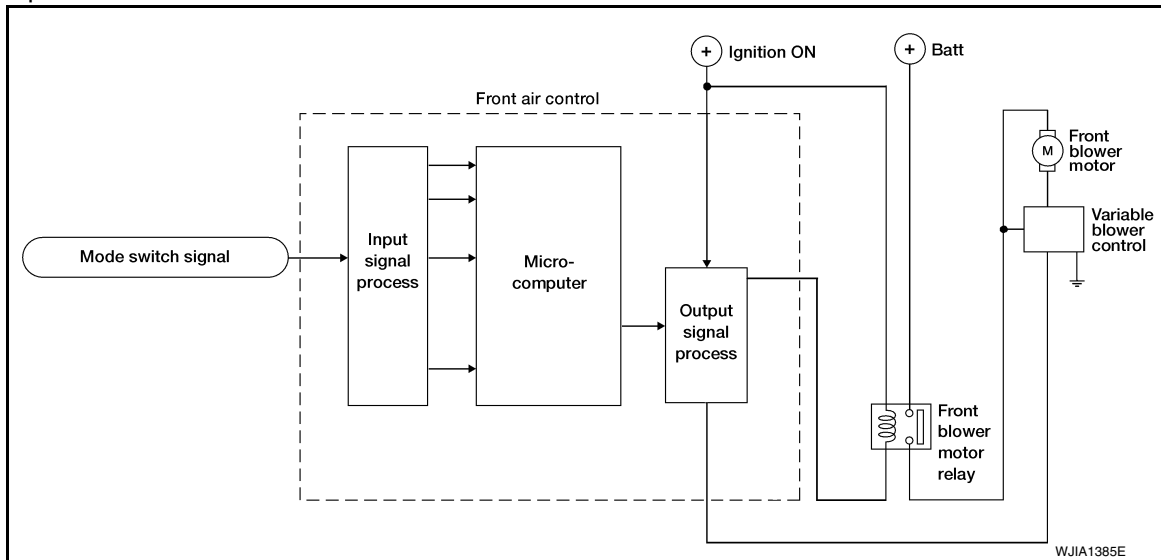 +
Ignition ON
+
Batt
Front air control
Front
blower
motor
M
Variable
blower
control
Mode switch signal
Input
signal
process
Micro-
computer
Output
signal
process
Front
blower
motor
relay
WJIA1385E